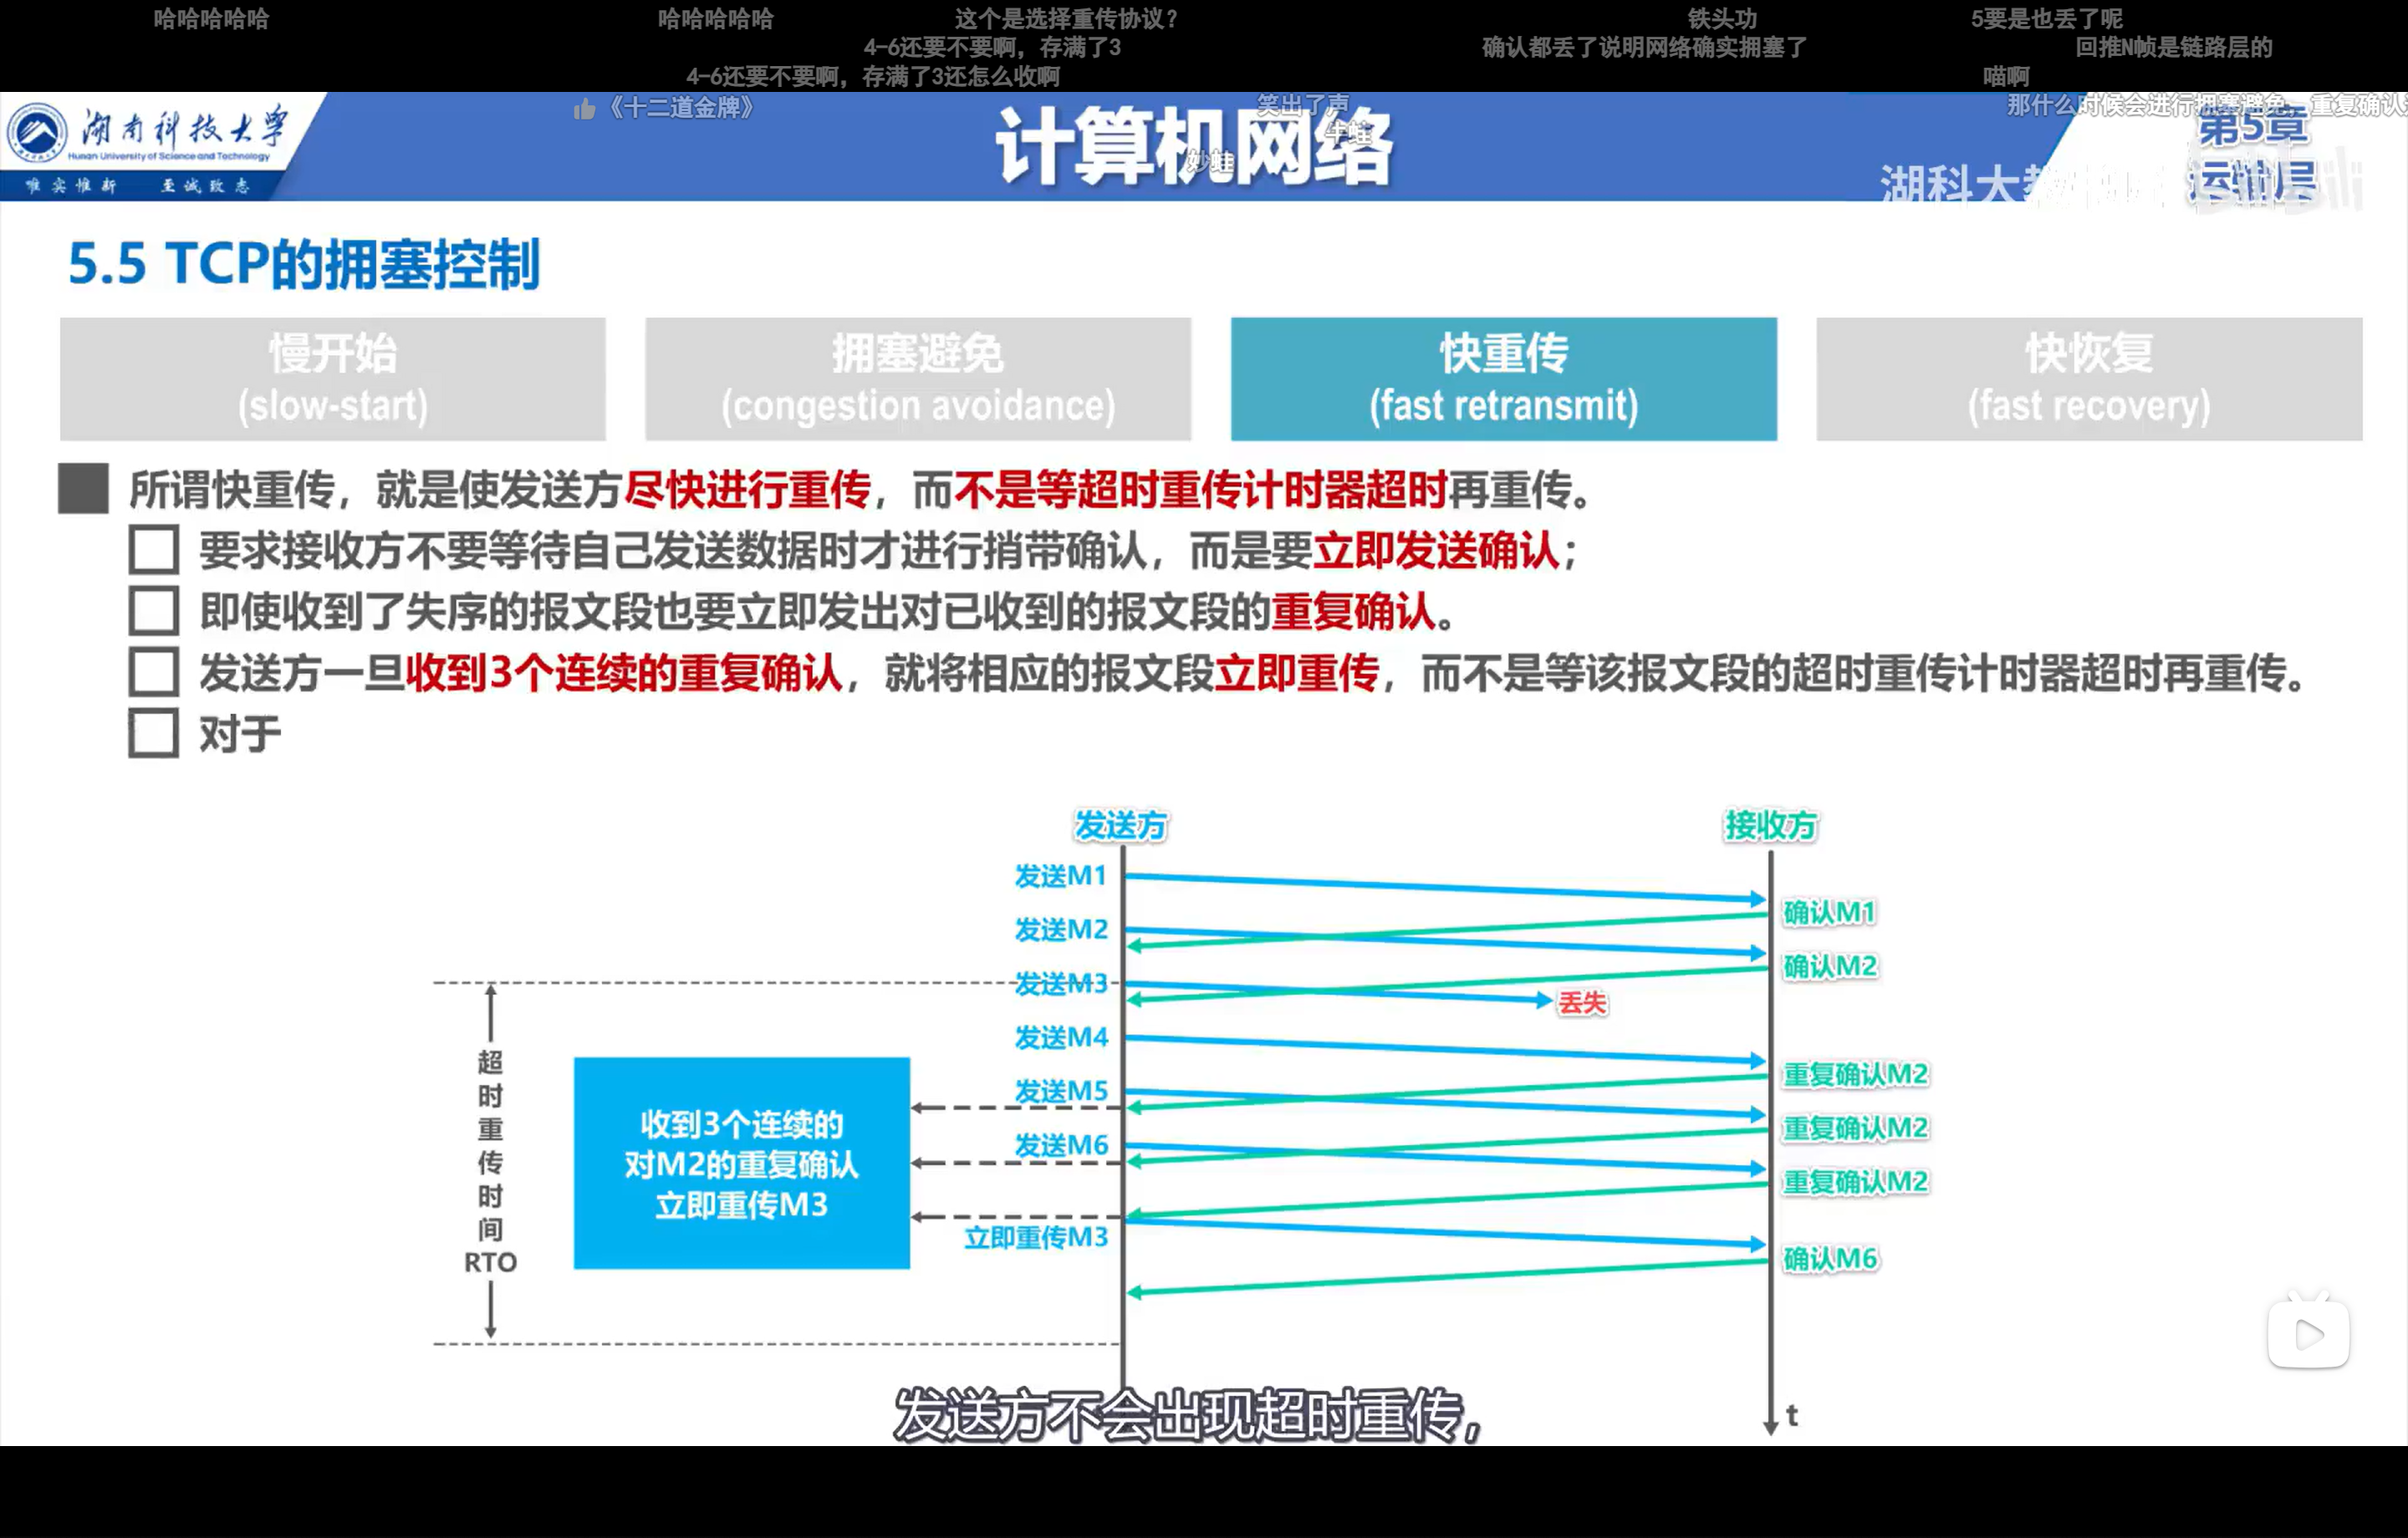 哈哈哈哈哈
哈哈哈哈哈
这个是选择重传协议?
铁头功
5要是也丢了呢
4-6还要不要啊，存满了3
确认都丢了说明网络确实拥塞了
回推N帧是链路层的
4-6还要不要啊，存满了3还怎么收啊
喵啊
《十二道金牌》
笑出了声
那什么时候会进行拥塞避免，重复确认
牛蛙
妙蛙
湖南科技大学
Hunan University of Science and Technology
唯实惟新 至诚致志
计算机网络
第5章
运输层
湖科大教
5.5 TCP的拥塞控制
慢开始
(slow-start)
拥塞避免
(congestion avoidance)
快重传
(fast retransmit)
快恢复
(fast recovery)
所谓快重传，就是使发送方尽快进行重传，而不是等超时重传计时器超时再重传。
要求接收方不要等待自己发送数据时才进行捎带确认，而是要立即发送确认；
即使收到了失序的报文段也要立即发出对已收到的报文段的重复确认。
发送方一旦收到3个连续的重复确认，就将相应的报文段立即重传，而不是等该报文段的超时重传计时器超时再重传。
对于
发送方
接收方
发送M1
确认M1
发送M2
确认M2
发送M3
丢失
发送M4
重复确认M2
发送M5
重复确认M2
发送M6
重复确认M2
立即重传M3
确认M6
超时重传时间
RTO
收到3个连续的
对M2的重复确认
立即重传M3
t
发送方不会出现超时重传，